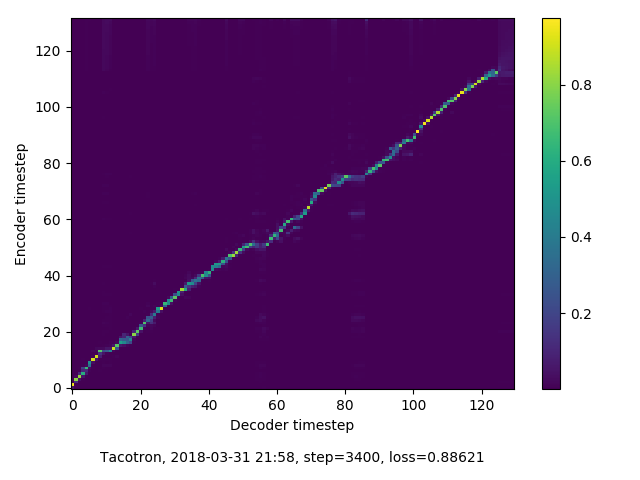 120
100
80
60
40
20
0
Encoder timestep
0 20 40 60 80 100 120
Decoder timestep
0.8
0.6
0.4
0.2
Tacotron, 2018-03-31 21:58, step=3400, loss=0.88621